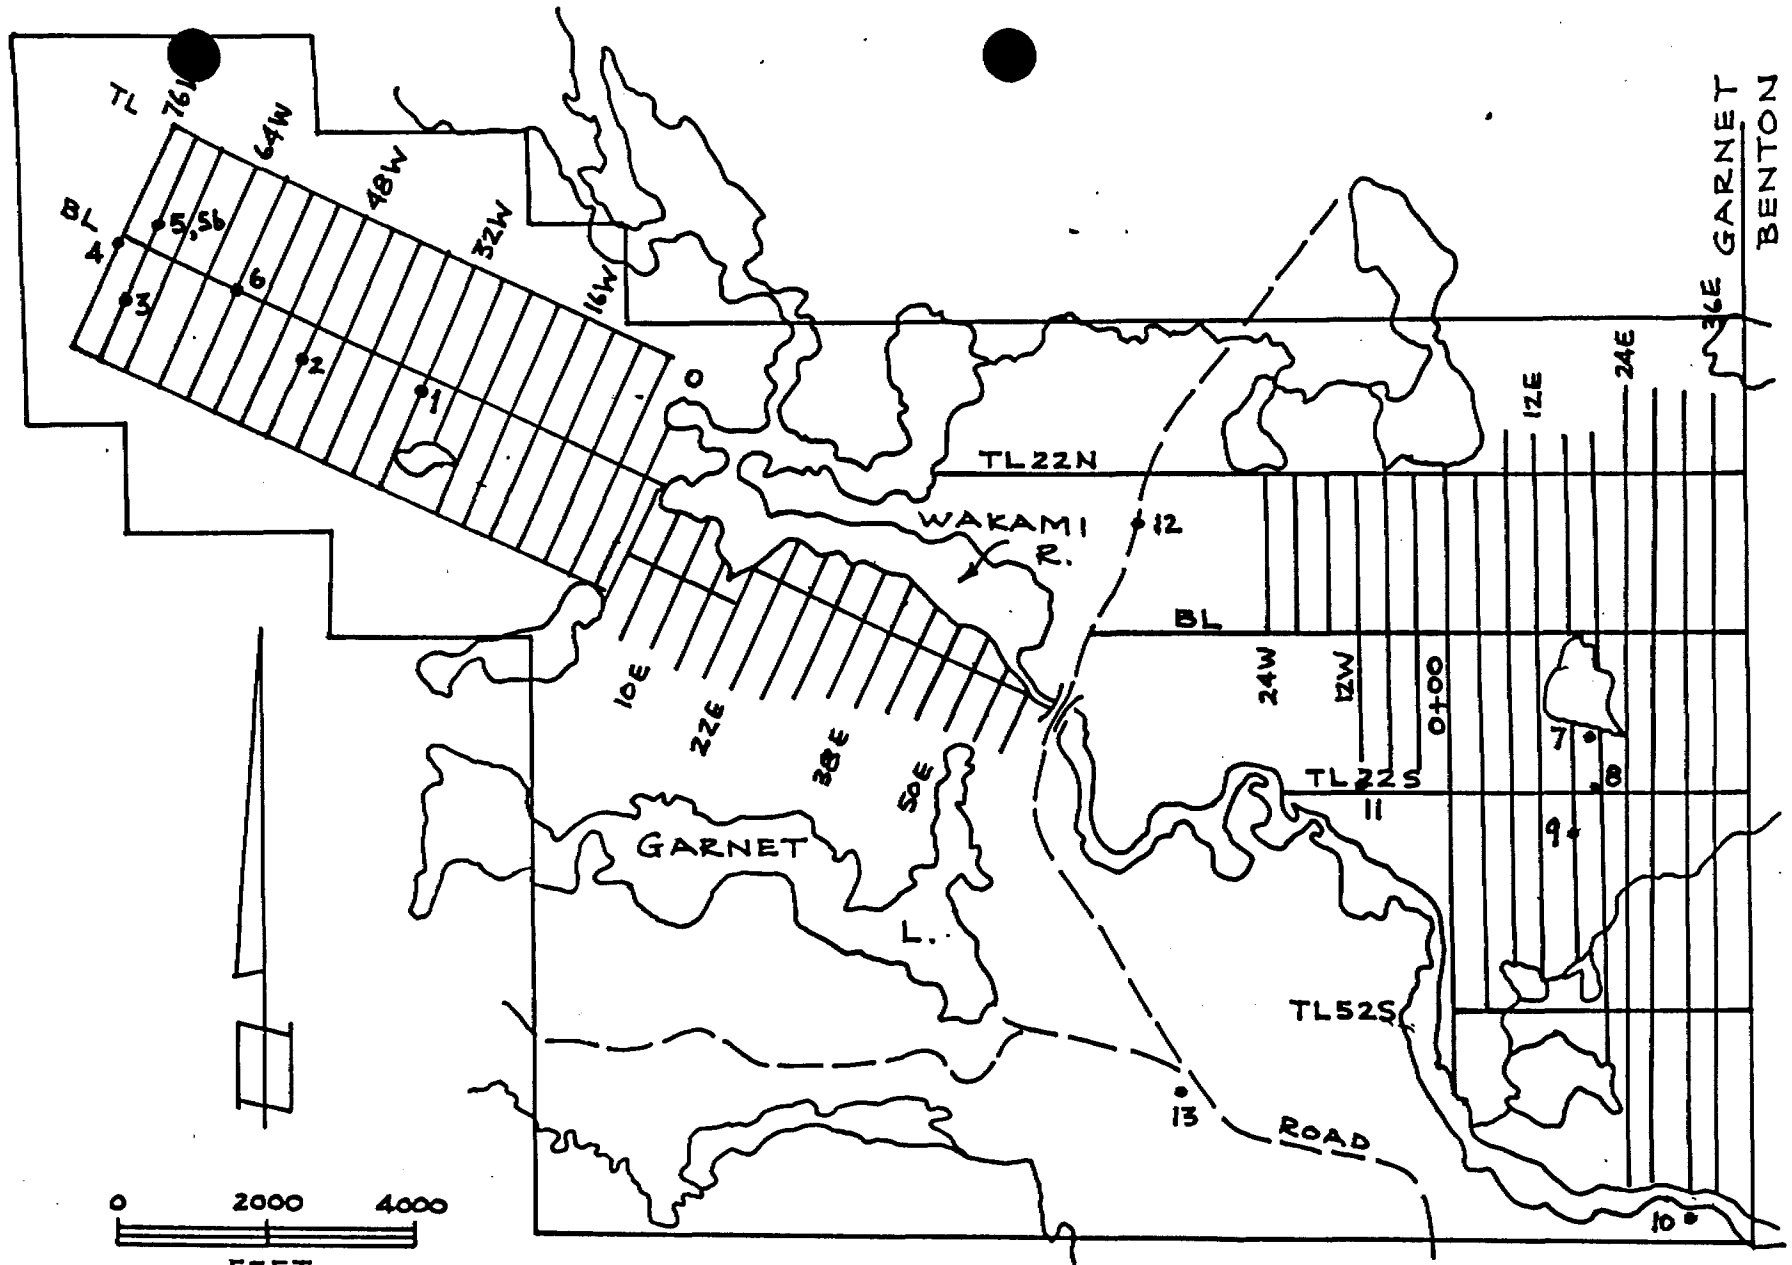 TL
76W
64W
48W
32W
16W
0
BL
4
5,5b
3
6
2
1
GARNET
BENTON
36E
24E
12E
TL22N
WAKAMI
R.
12
BL
10E
22E
38E
50E
24W
12W
0+00
7
8
TL22S
11
9
GARNET
L.
TL52S
13
ROAD
10
0 2000 4000
FEET